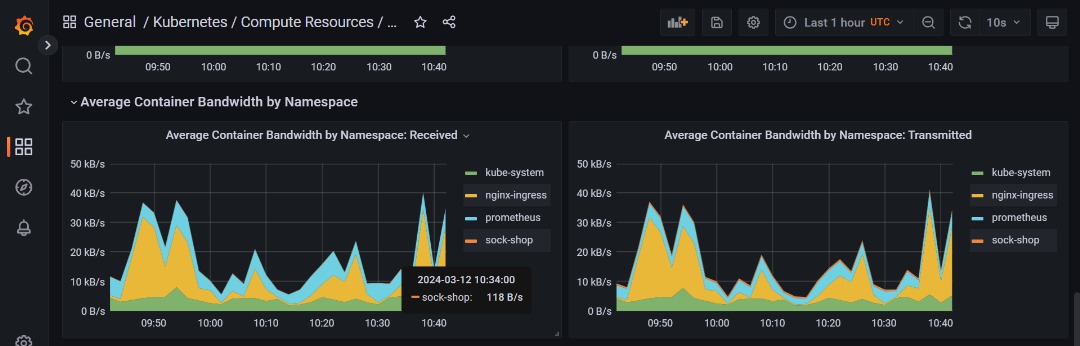 General / Kubernetes / Compute Resources / ...
Last 1 hour UTC
10s
0 B/s
09:50 10:00 10:10 10:20 10:30 10:40
0 B/s
09:50 10:00 10:10 10:20 10:30 10:40
Average Container Bandwidth by Namespace
Average Container Bandwidth by Namespace: Received
50 kB/s
40 kB/s
30 kB/s
20 kB/s
10 kB/s
0 B/s
09:50 10:00 10:10 10:20 10:30 10:40
kube-system
nginx-ingress
prometheus
sock-shop
2024-03-12 10:34:00
sock-shop: 118 B/s
Average Container Bandwidth by Namespace: Transmitted
50 kB/s
40 kB/s
30 kB/s
20 kB/s
10 kB/s
0 B/s
09:50 10:00 10:10 10:20 10:30 10:40
kube-system
nginx-ingress
prometheus
sock-shop